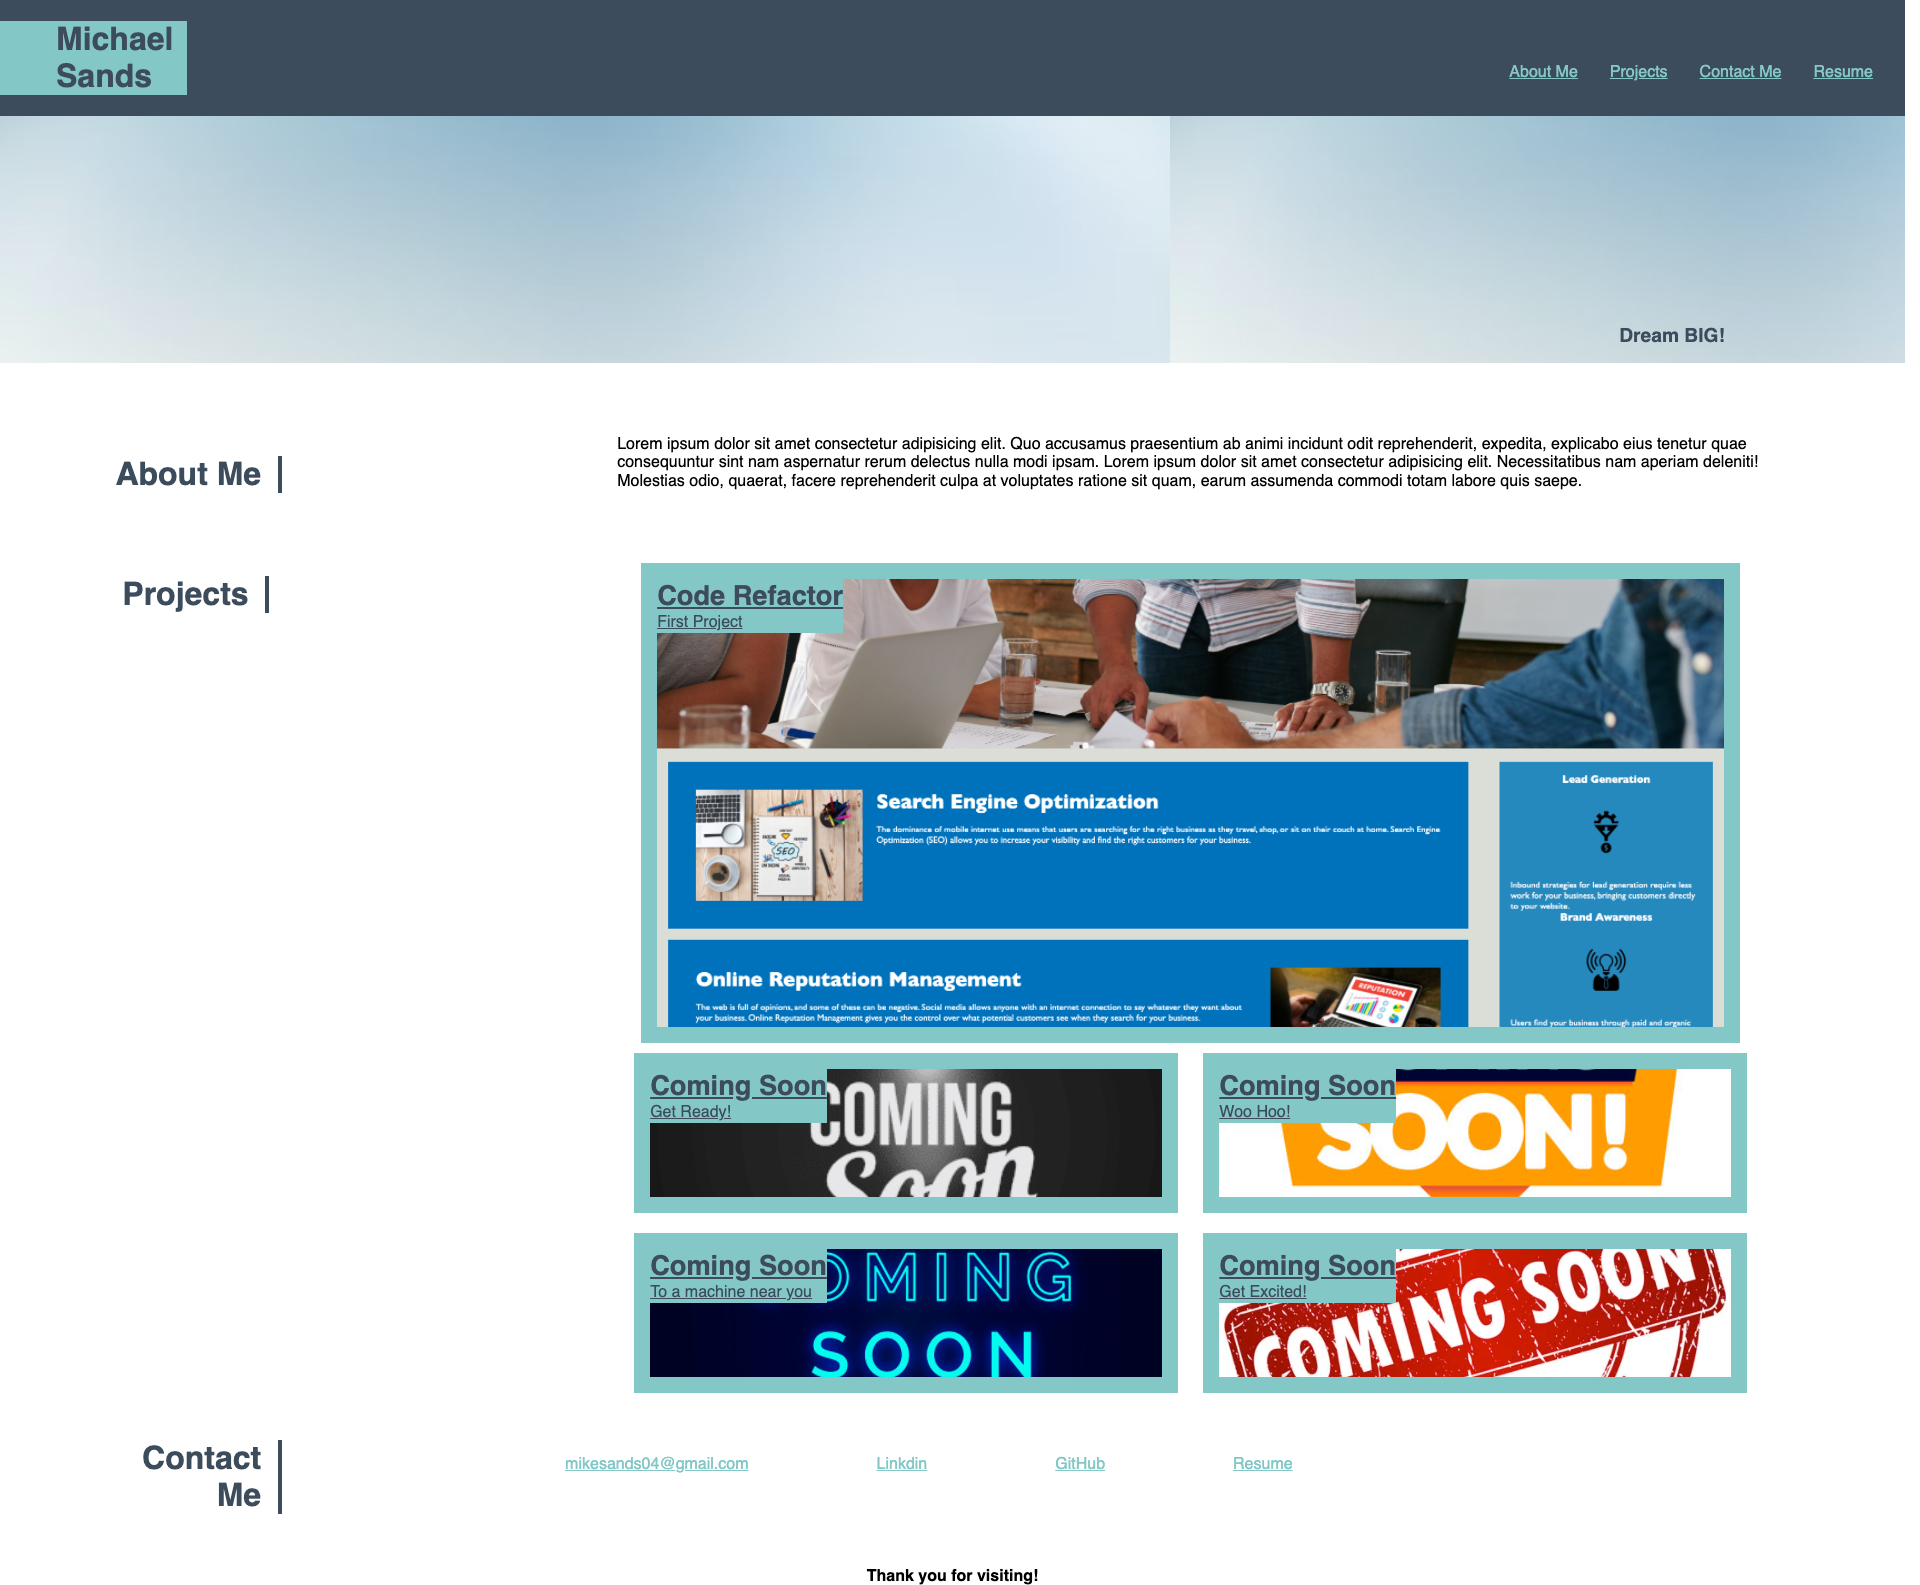 Michael
Sands
About Me
Projects
Contact Me
Resume
Dream BIG!
About Me
Lorem ipsum dolor sit amet consectetur adipisicing elit. Quo accusamus praesentium ab animi incidunt odit reprehenderit, expedita, explicabo eius tenetur quae
consequuntur sint nam aspernatur rerum delectus nulla modi ipsam. Lorem ipsum dolor sit amet consectetur adipisicing elit. Necessitatibus nam aperiam deleniti!
Molestias odio, quaerat, facere reprehenderit culpa at voluptates ratione sit quam, earum assumenda commodi totam labore quis saepe.
Projects
Code Refactor
First Project
Search Engine Optimization
The dominance of mobile internet use means that users are searching for the right business as they travel, shop, or sit on their couch at home. Search Engine
Optimization (SEO) allows you to increase your visibility and find the right customers for your business.
SEO
Lead Generation
Inbound strategies for lead generation require less
work for your business, bringing customers directly
to your website.
Brand Awareness
Users find your business through paid and organic
Online Reputation Management
The web is full of opinions, and some of these can be negative. Social media allows anyone with an internet connection to say whatever they want about
your business. Online Reputation Management gives you the control over what potential customers see when they search for your business.
REPUTATION
Coming Soon
Get Ready!
COMING
Soon
Coming Soon
Woo Hoo!
SOON!
Coming Soon
To a machine near you
OMING
SOON
Coming Soon
Get Excited!
COMING SOON
Contact
Me
mikesands04@gmail.com
Linkdin
GitHub
Resume
Thank you for visiting!